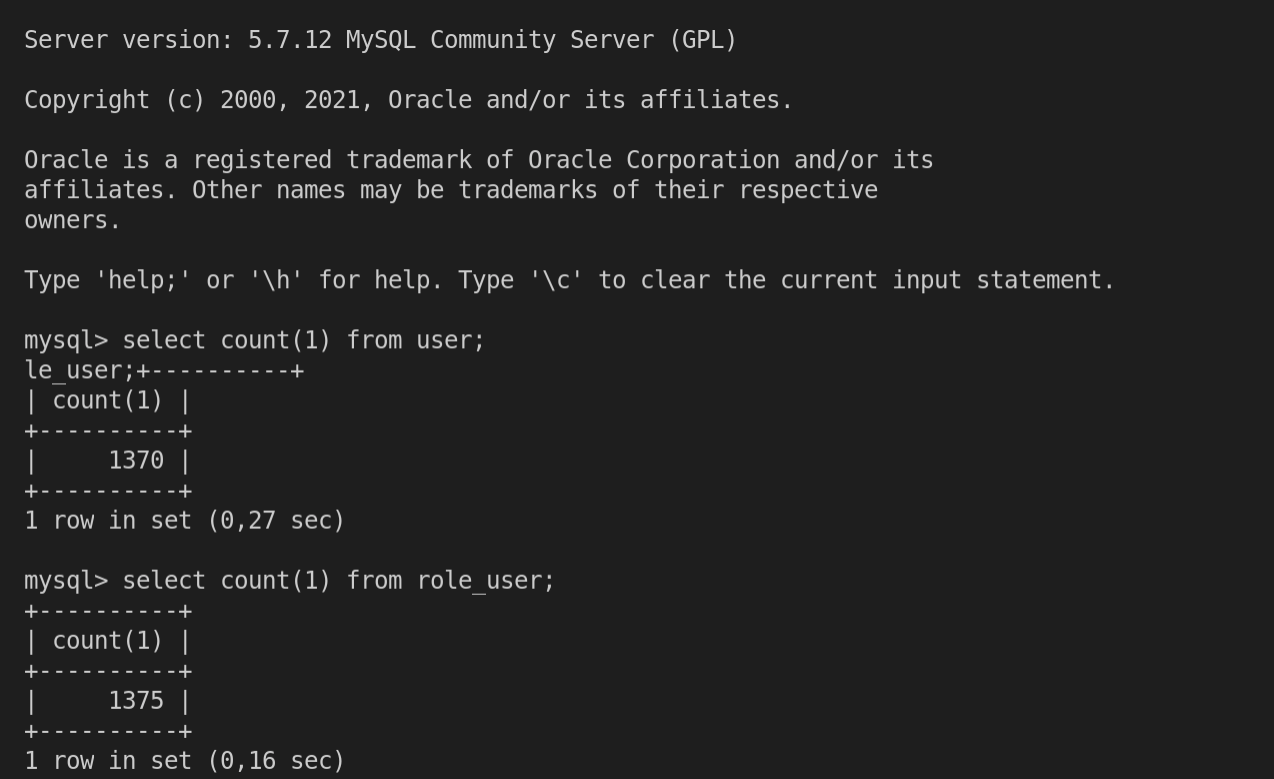 Server version: 5.7.12 MySQL Community Server (GPL)
Copyright (c) 2000, 2021, Oracle and/or its affiliates.
Oracle is a registered trademark of Oracle Corporation and/or its
affiliates. Other names may be trademarks of their respective
owners.
Type 'help;' or '\h' for help. Type '\c' to clear the current input statement.
mysql> select count(1) from user;
le_user;+----------+
| count(1) |
+----------+
|     1370 |
+----------+
1 row in set (0,27 sec)
mysql> select count(1) from role_user;
+----------+
| count(1) |
+----------+
|     1375 |
+----------+
1 row in set (0,16 sec)